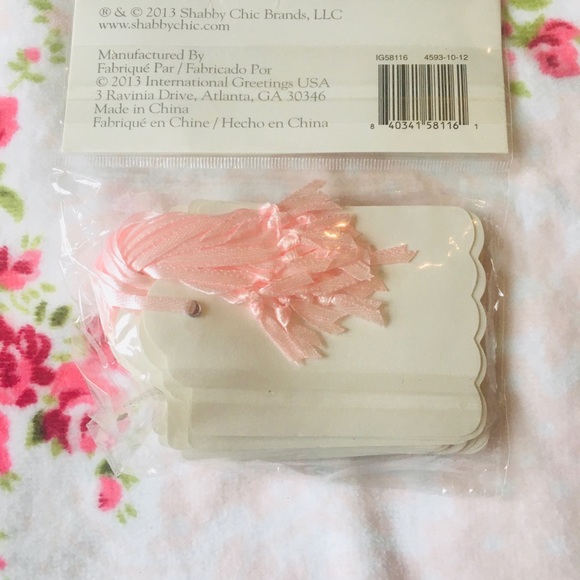 ® & © 2013 Shabby Chic Brands, LLC
www.shabbychic.com
Manufactured By
Fabriqué Par / Fabricado Por
© 2013 International Greetings USA
3 Ravinia Drive, Atlanta, GA 30346
Made in China
Fabriqué en Chine / Hecho en China
IG58116 4593-10-12
8 40341 58116 1